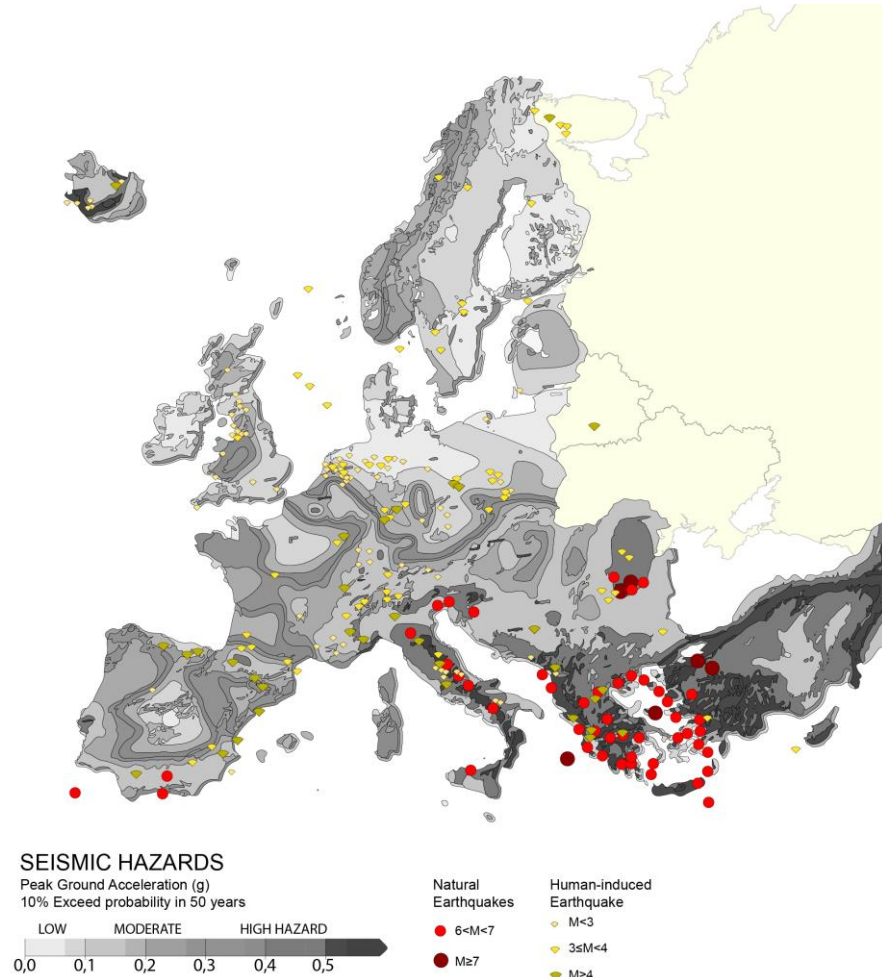 SEISMIC HAZARDS
Peak Ground Acceleration (g)
10% Exceed probability in 50 years
LOW MODERATE HIGH HAZARD
0,0 0,1 0,2 0,3 0,4 0,5
Natural
Earthquakes
6<M<7
M≥7
Human-induced
Earthquake
M<3
3≤M<4
M≥4